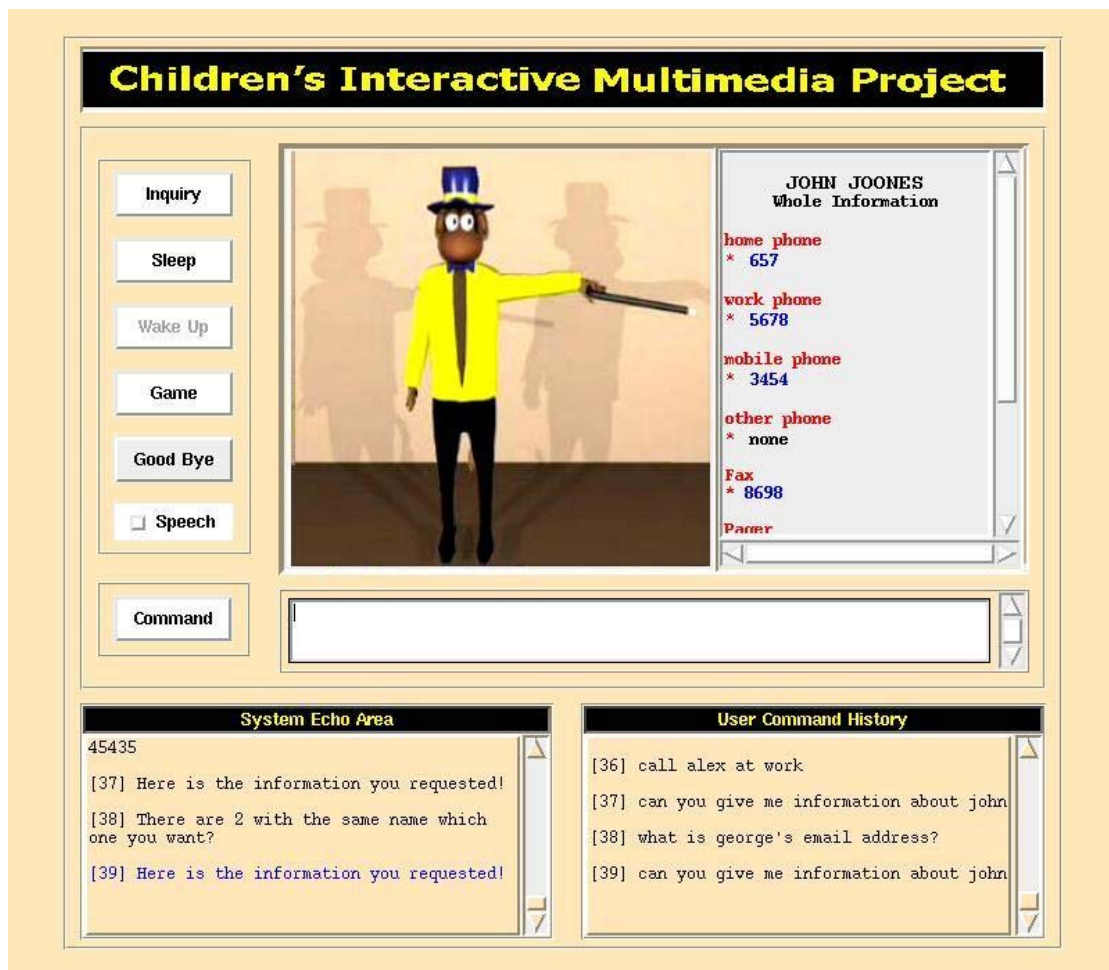 Children's Interactive Multimedia Project
Inquiry
Sleep
Wake Up
Game
Good Bye
Speech
Command
JOHN JOONES
Whole Information
home phone
* 657
work phone
* 5678
mobile phone
* 3454
other phone
* none
Fax
* 8698
Pager
System Echo Area
45435
[37] Here is the information you requested!
[38] There are 2 with the same name which
one you want?
[39] Here is the information you requested!
User Command History
[36] call alex at work
[37] can you give me information about john
[38] what is george's email address?
[39] can you give me information about john